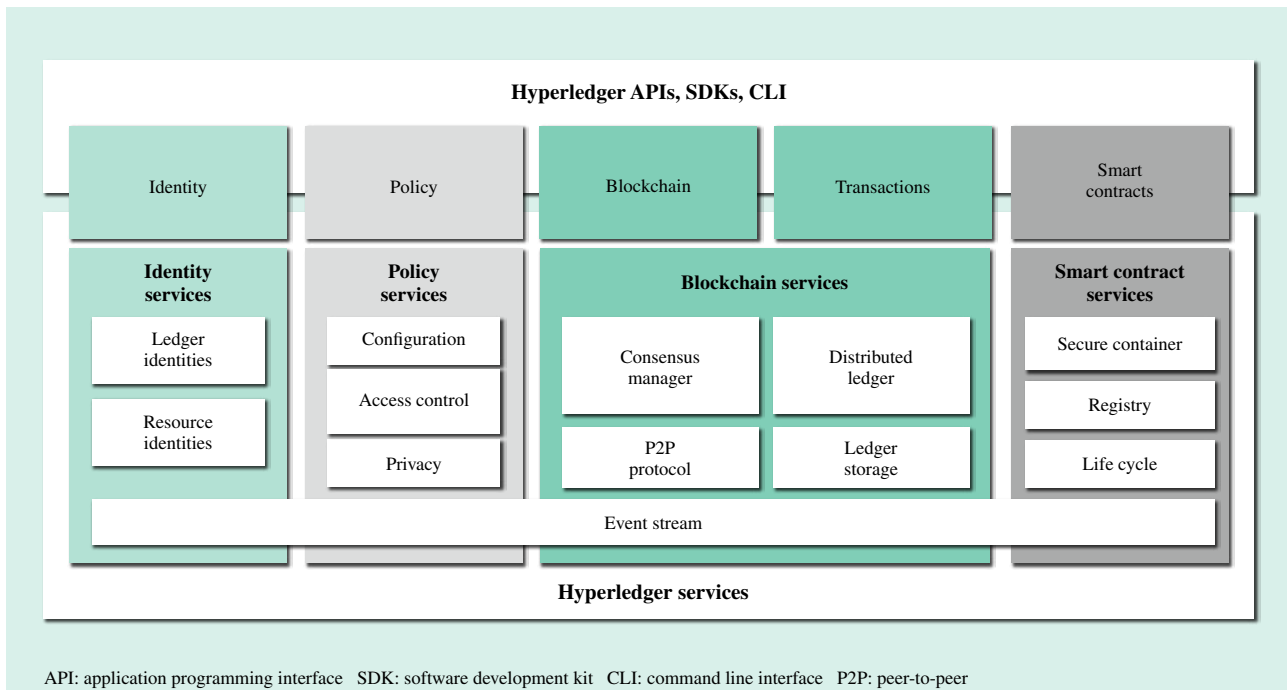 Hyperledger APIs, SDKs, CLI
Identity
Policy
Blockchain
Transactions
Smart
contracts
Identity
services
Ledger
identities
Resource
identities
Policy
services
Configuration
Access control
Privacy
Blockchain services
Consensus
manager
Distributed
ledger
P2P
protocol
Ledger
storage
Smart contract
services
Secure container
Registry
Life cycle
Event stream
Hyperledger services
API: application programming interface SDK: software development kit CLI: command line interface P2P: peer-to-peer